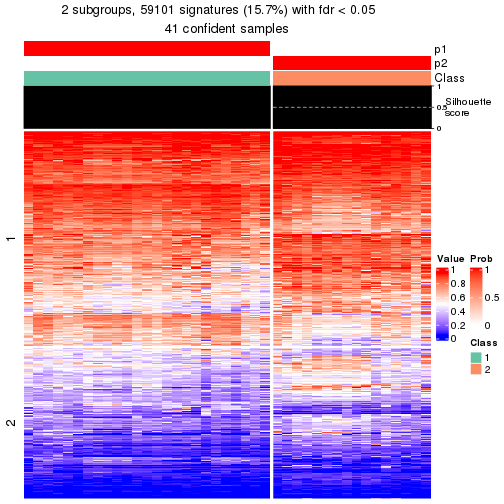 2 subgroups, 59101 signatures (15.7%) with fdr < 0.05
41 confident samples
p1
p2
Class
1
0.5
0
Silhouette
score
1
2
Value
1
0.8
0.6
0.4
0.2
0
Prob
1
0.5
0
Class
1
2